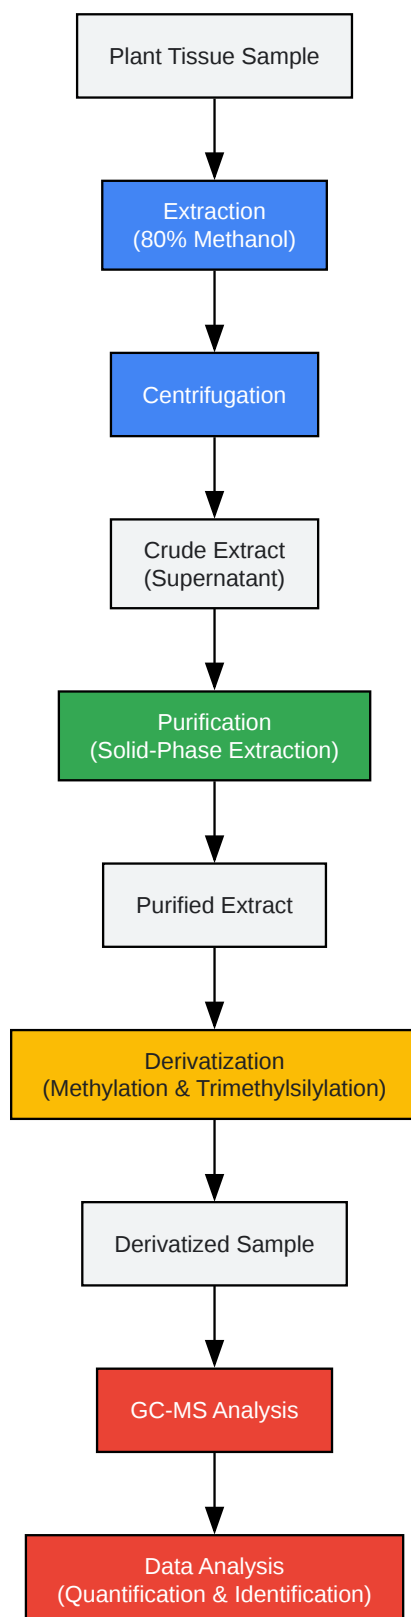 Plant Tissue Sample
Extraction
(80% Methanol)
Centrifugation
Crude Extract
(Supernatant)
Purification
(Solid-Phase Extraction)
Purified Extract
Derivatization
(Methylation & Trimethylsilylation)
Derivatized Sample
GC-MS Analysis
Data Analysis
(Quantification & Identification)